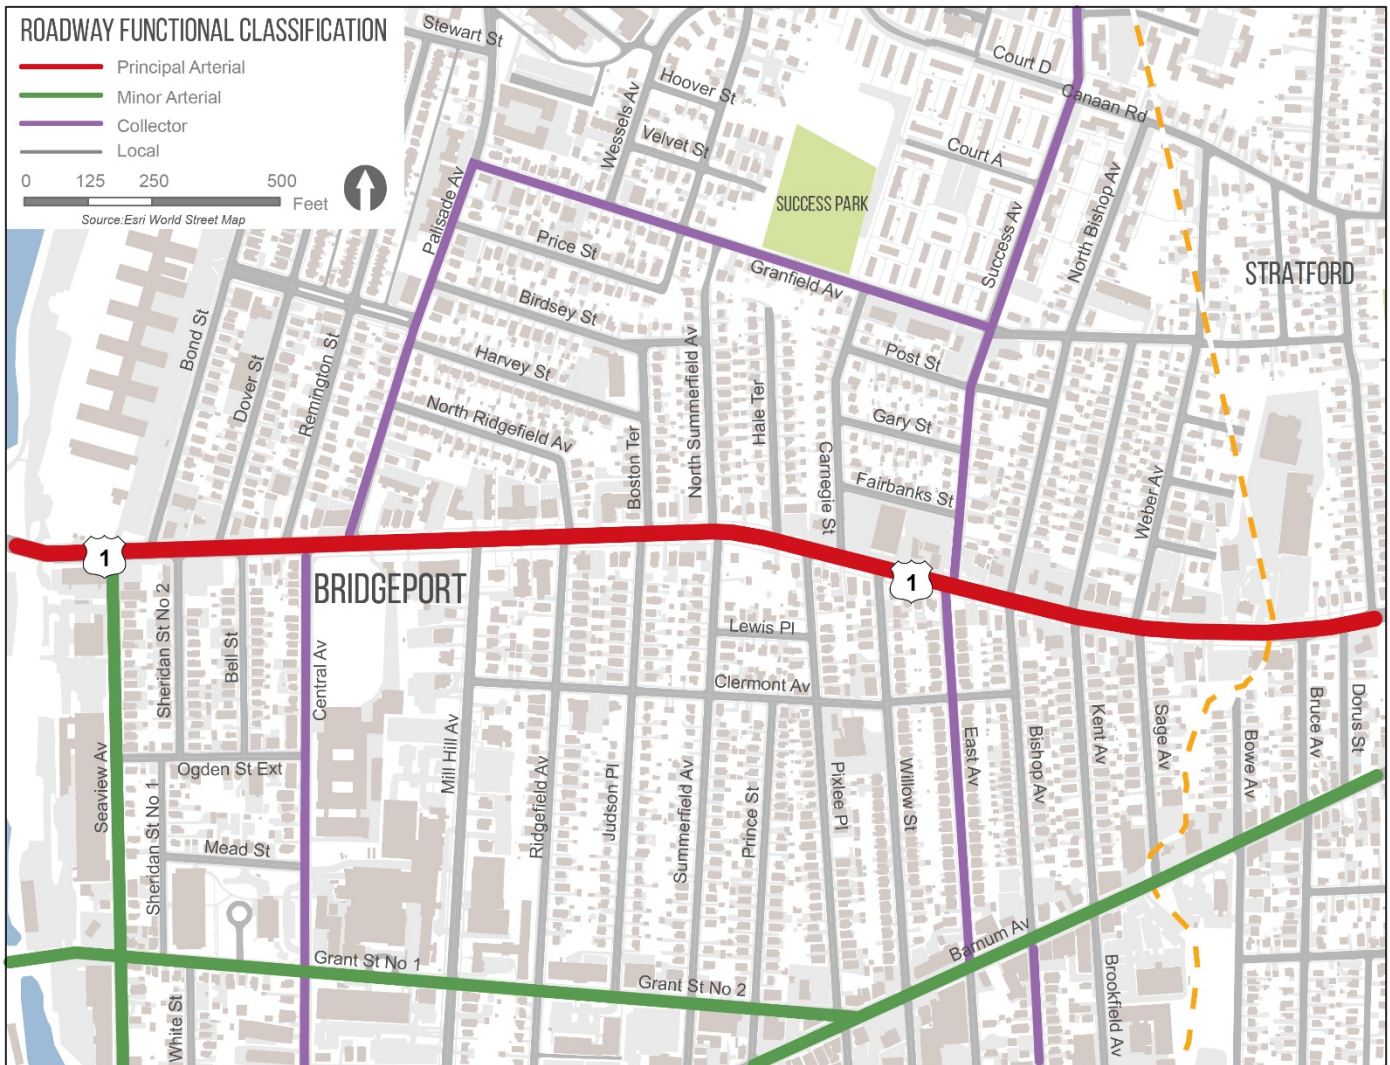 ROADWAY FUNCTIONAL CLASSIFICATION
Principal Arterial
Minor Arterial
Collector
Local
0 125 250 500
Feet
Source:Esri World Street Map
Stewart St
Wessels Av
Hoover St
Velvet St
Court D
Canaan Rd
Court A
Palisade Av
SUCCESS PARK
Success Av
North Bishop Av
Price St
Granfield Av
STRATFORD
Birdsey St
Bond St
Dover St
Remington St
Harvey St
North Summerfield Av
Post St
Hale Ter
North Ridgefield Av
Gary St
Boston Ter
Carnegie St
Fairbanks St
Weber Av
1
1
BRIDGEPORT
Sheridan St No 2
Bell St
Central Av
Lewis Pl
Clermont Av
Seaview Av
Ogden St Ext
Mill Hill Av
Ridgefield Av
Judson Pl
Summerfield Av
Prince St
Pixlee Pl
Willow St
East Av
Bishop Av
Kent Av
Sage Av
Bowe Av
Bruce Av
Dorus St
Sheridan St No 1
Mead St
Barnum Av
Grant St No 1
Grant St No 2
White St
Brookfield Av